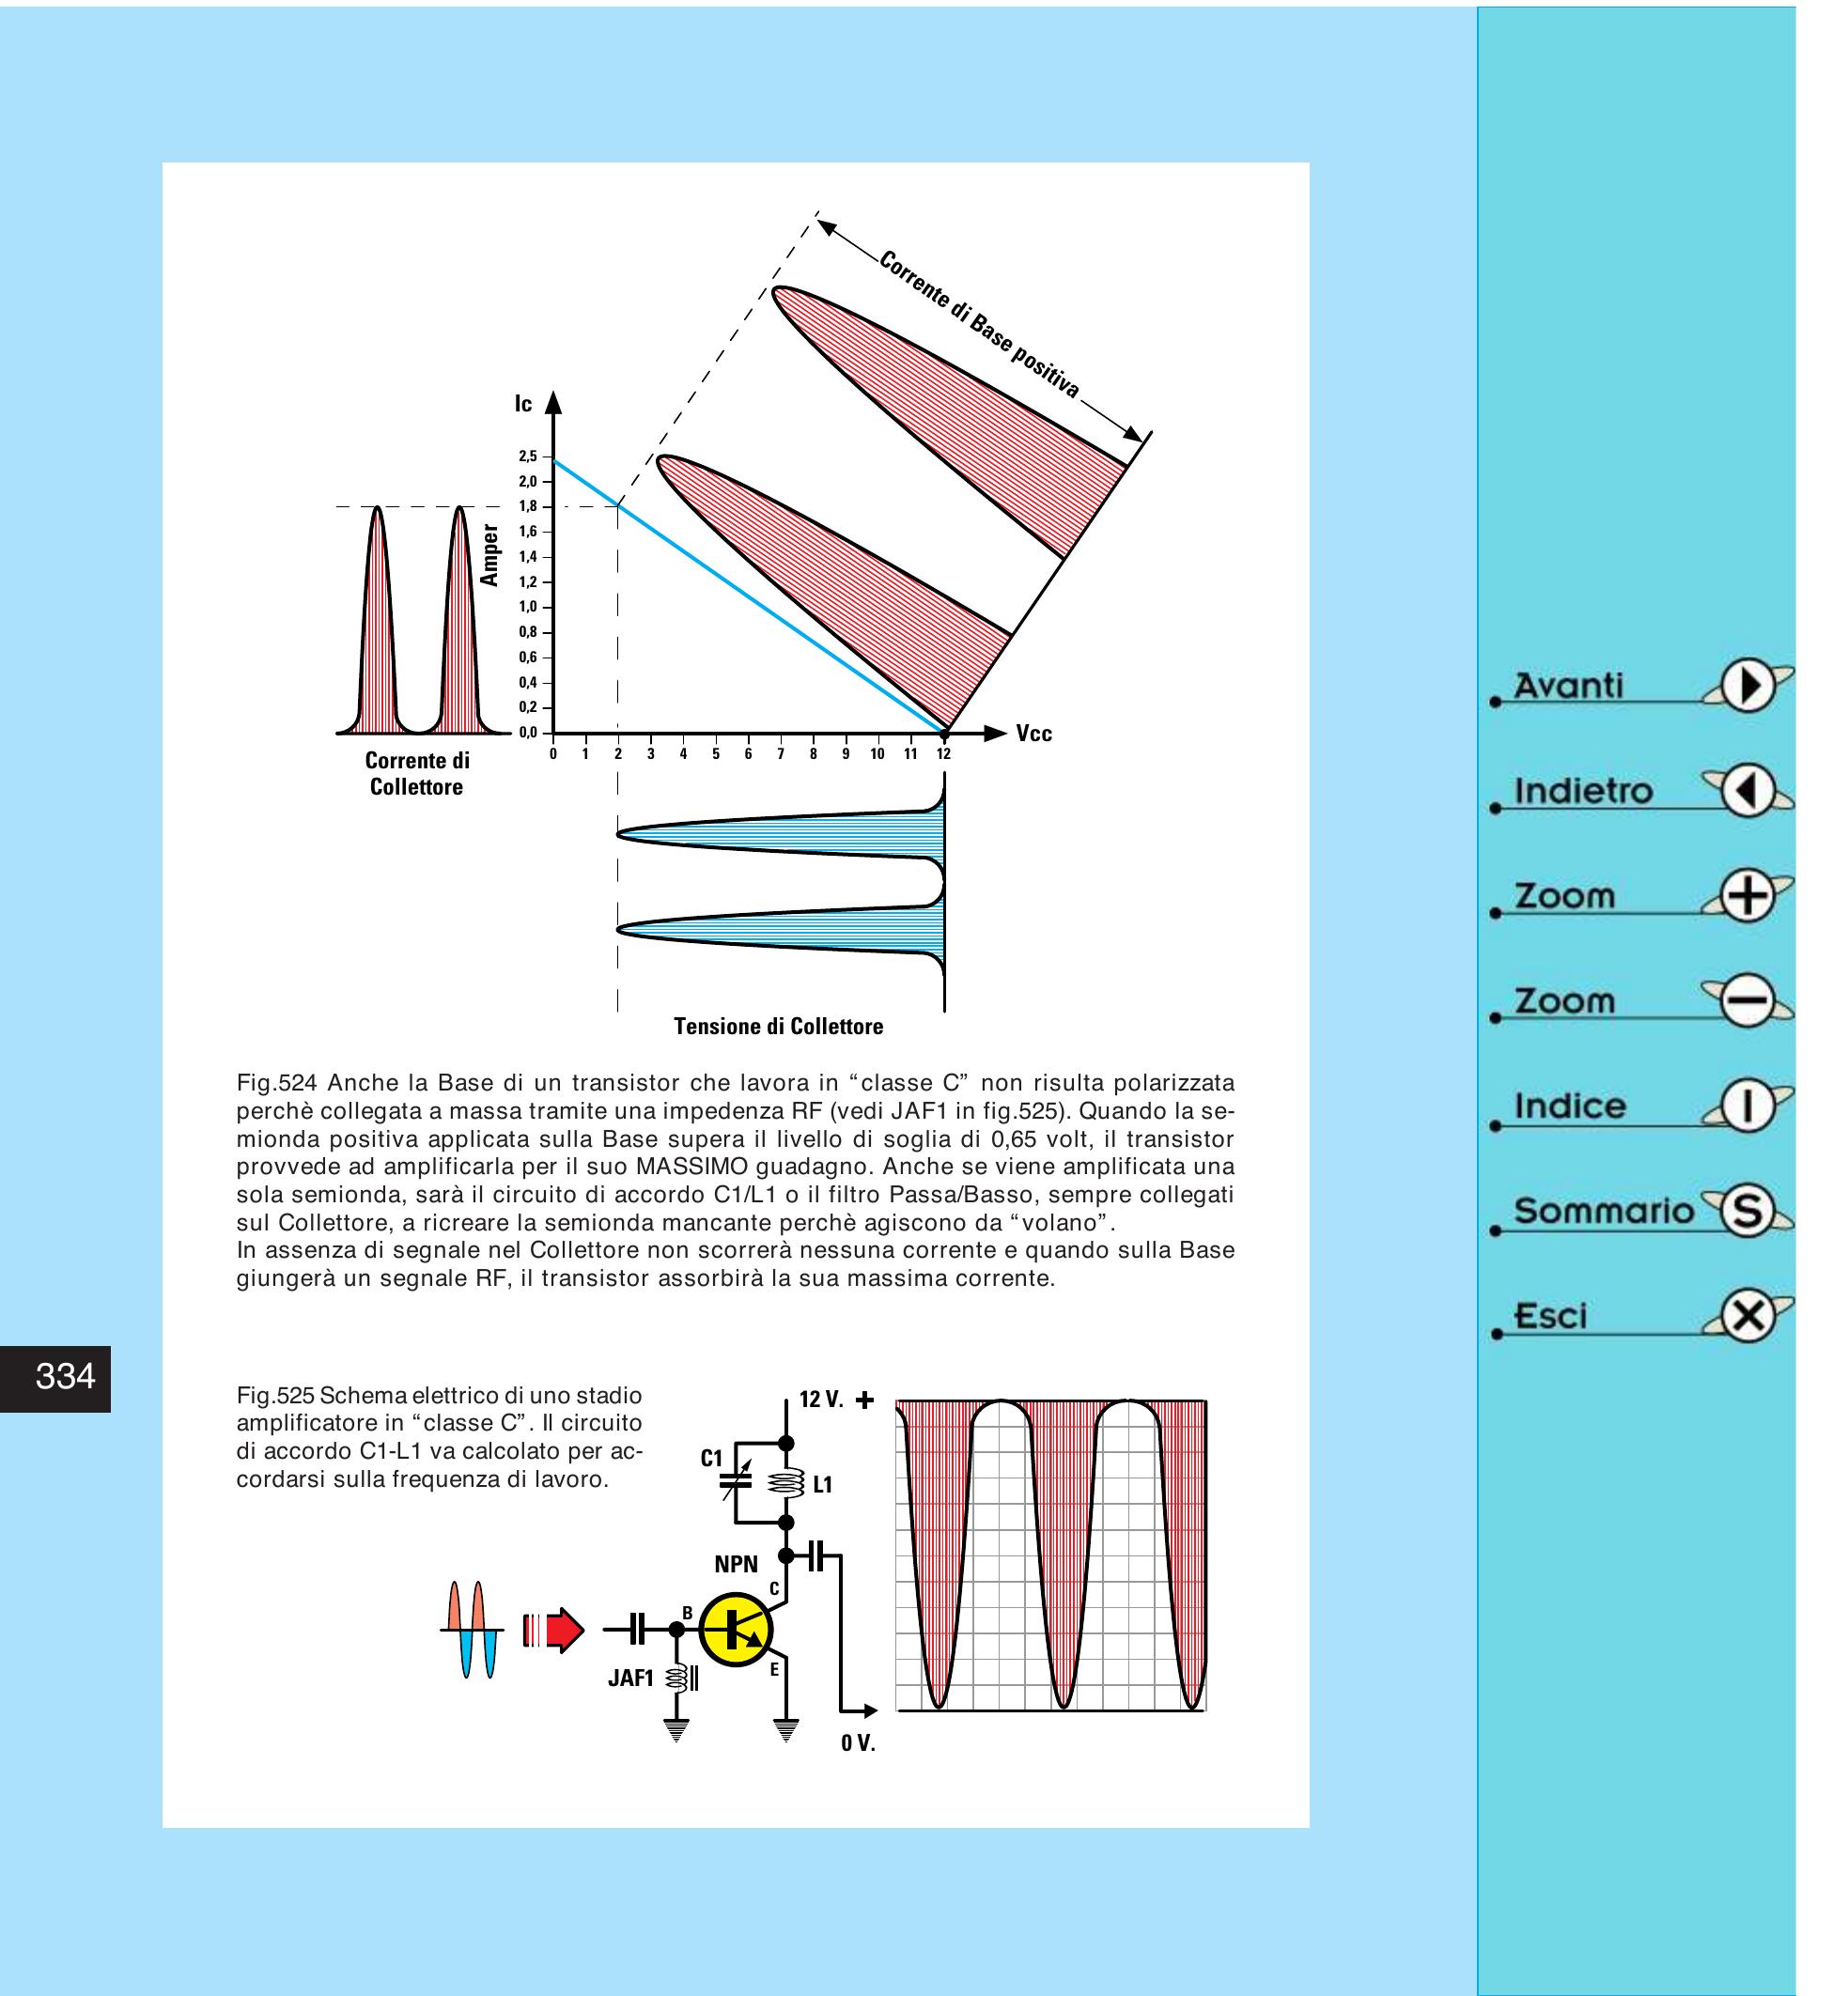 Corrente di Base positiva
Ic
2,5
2,0
1,8
1,6
1,4
1,2
1,0
0,8
0,6
0,4
0,2
0,0
Amper
0 1 2 3 4 5 6 7 8 9 10 11 12
Vcc
Corrente di
Collettore
Tensione di Collettore
Fig.524 Anche la Base di un transistor che lavora in “classe C” non risulta polarizzata
perchè collegata a massa tramite una impedenza RF (vedi JAF1 in fig.525). Quando la se-
mionda positiva applicata sulla Base supera il livello di soglia di 0,65 volt, il transistor
provvede ad amplificarla per il suo MASSIMO guadagno. Anche se viene amplificata una
sola semionda, sarà il circuito di accordo C1/L1 o il filtro Passa/Basso, sempre collegati
sul Collettore, a ricreare la semionda mancante perchè agiscono da “volano”.
In assenza di segnale nel Collettore non scorrerà nessuna corrente e quando sulla Base
giungerà un segnale RF, il transistor assorbirà la sua massima corrente.
334
Fig.525 Schema elettrico di uno stadio
amplificatore in “classe C”. Il circuito
di accordo C1-L1 va calcolato per ac-
cordarsi sulla frequenza di lavoro.
12 V. +
C1
L1
NPN
C
B
E
JAF1
0 V.
Avanti
Indietro
Zoom +
Zoom −
Indice I
Sommario S
Esci X